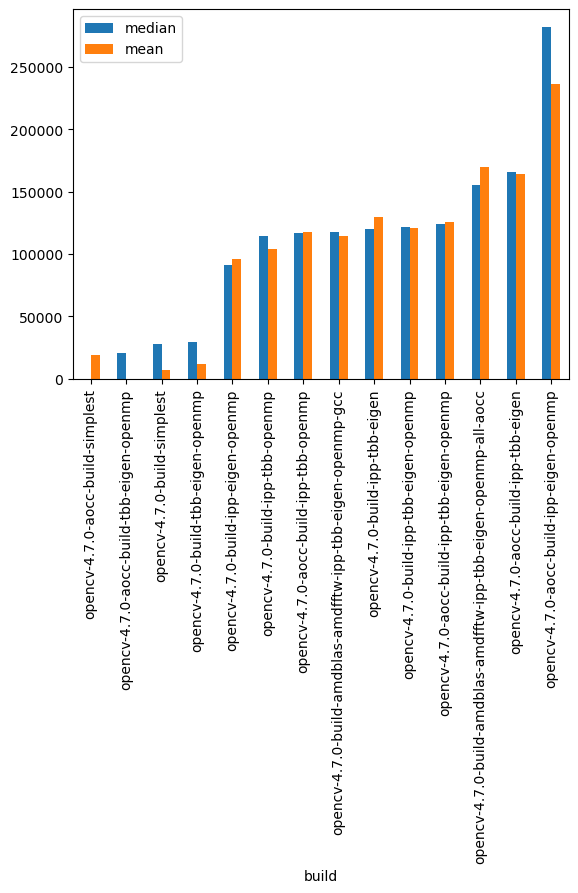 median
mean
250000
200000
150000
100000
50000
0
opencv-4.7.0-aocc-build-simplest
opencv-4.7.0-aocc-build-tbb-eigen-openmp
opencv-4.7.0-build-simplest
opencv-4.7.0-build-tbb-eigen-openmp
opencv-4.7.0-build-ipp-eigen-openmp
opencv-4.7.0-build-ipp-tbb-openmp
opencv-4.7.0-aocc-build-ipp-tbb-openmp
opencv-4.7.0-build-amdblas-amdfftw-ipp-tbb-eigen-openmp-gcc
opencv-4.7.0-build-ipp-tbb-eigen
opencv-4.7.0-build-ipp-tbb-eigen-openmp
opencv-4.7.0-aocc-build-ipp-tbb-eigen-openmp
opencv-4.7.0-build-amdblas-amdfftw-ipp-tbb-eigen-openmp-all-aocc
opencv-4.7.0-aocc-build-ipp-tbb-eigen
opencv-4.7.0-aocc-build-ipp-eigen-openmp
build